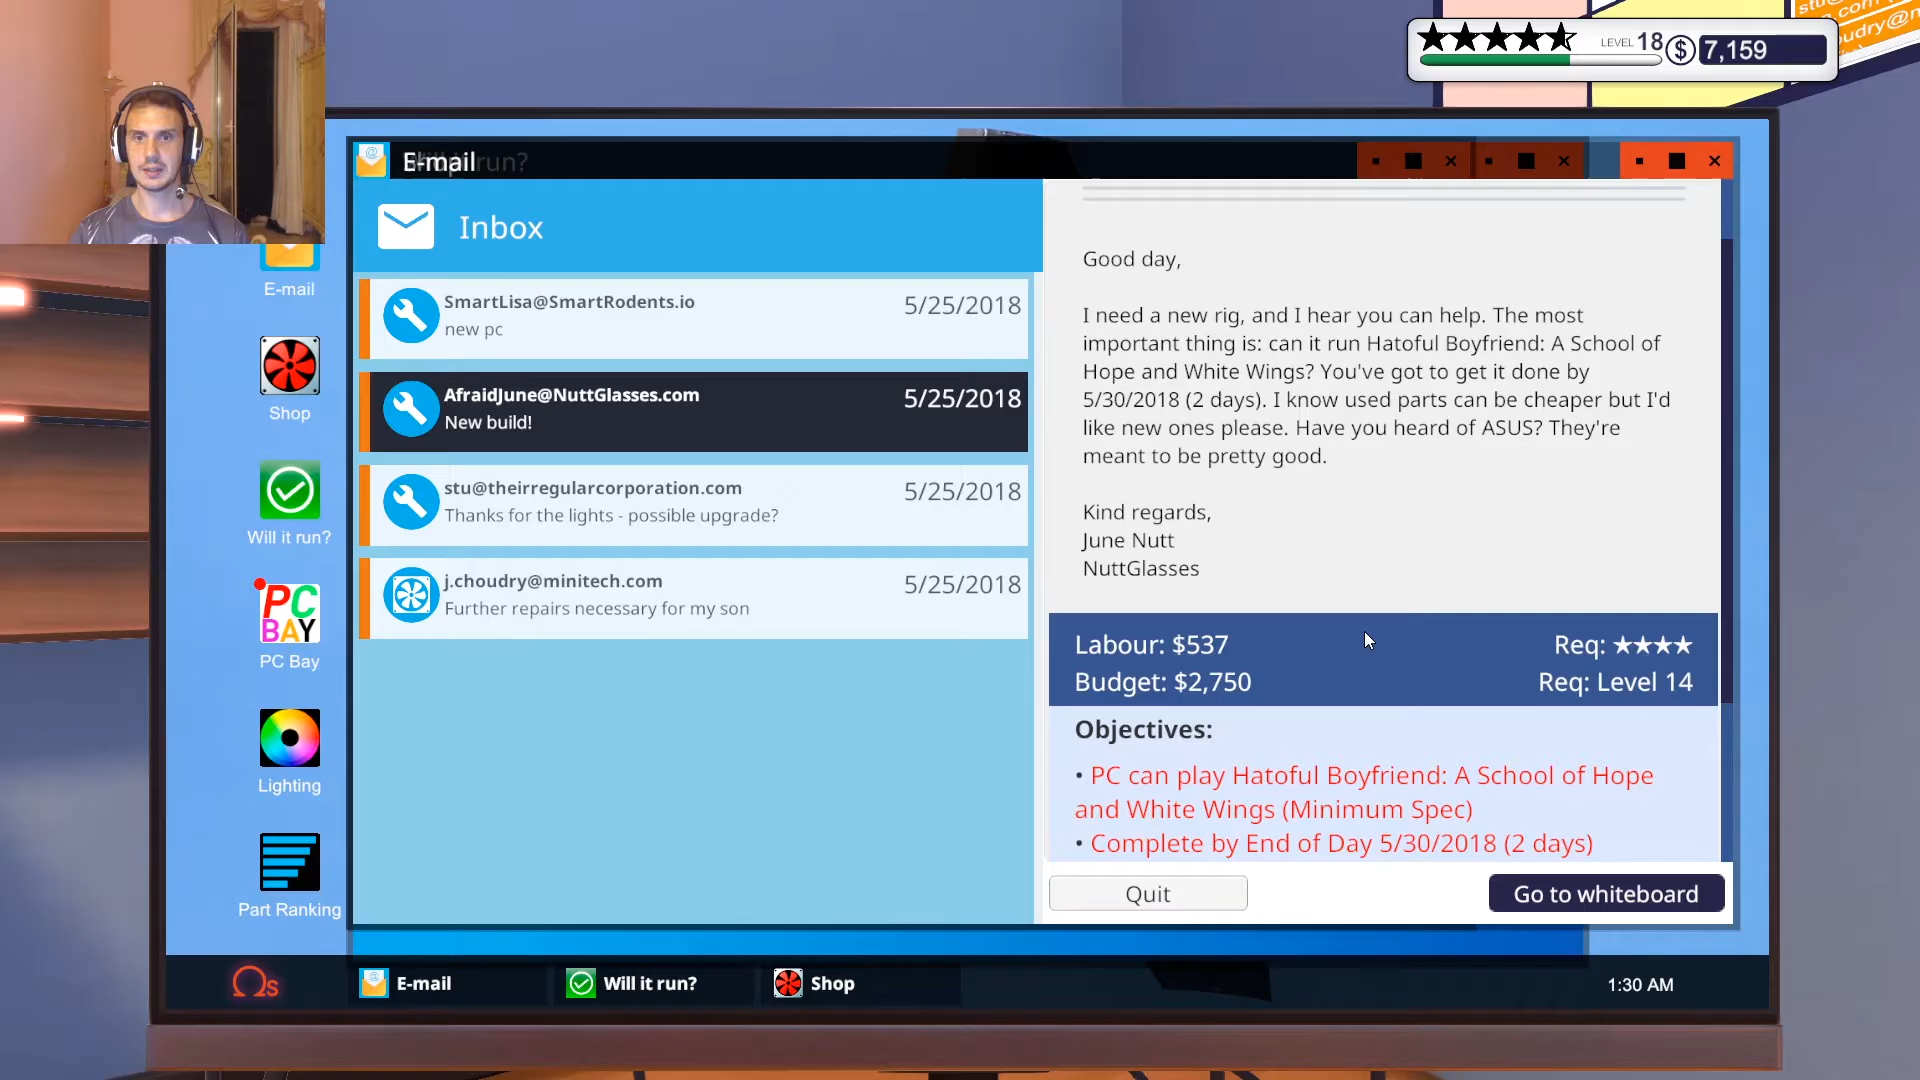 LEVEL 18 $ 7,159
E-mail
Inbox
SmartLisa@SmartRodents.io 5/25/2018
new pc
AfraidJune@NuttGlasses.com 5/25/2018
New build!
stu@theirregularcorporation.com 5/25/2018
Thanks for the lights - possible upgrade?
j.choudry@minitech.com 5/25/2018
Further repairs necessary for my son
E-mail
Shop
Will it run?
PC BAY
PC Bay
Lighting
Part Ranking
Good day,
I need a new rig, and I hear you can help. The most
important thing is: can it run Hatoful Boyfriend: A School of
Hope and White Wings? You've got to get it done by
5/30/2018 (2 days). I know used parts can be cheaper but I'd
like new ones please. Have you heard of ASUS? They're
meant to be pretty good.
Kind regards,
June Nutt
NuttGlasses
Labour: $537 Req: ★★★★
Budget: $2,750 Req: Level 14
Objectives:
• PC can play Hatoful Boyfriend: A School of Hope
and White Wings (Minimum Spec)
• Complete by End of Day 5/30/2018 (2 days)
Quit Go to whiteboard
Ωs E-mail Will it run? Shop 1:30 AM